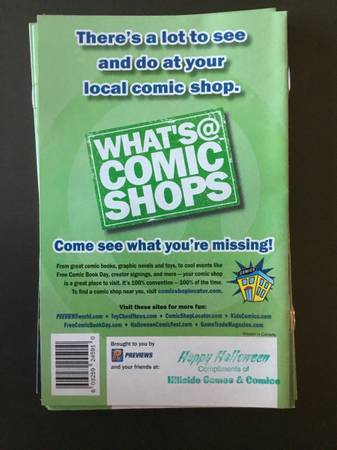 There's a lot to see
and do at your
local comic shop.
WHAT'S@
COMIC
SHOPS
Come see what you're missing!
From great comic books, graphic novels and toys, to cool events like
Free Comic Book Day, creator signings, and more — your comic shop
is a great place to visit. It's 100% convention — 100% of the time.
To find a comic shop near you, visit comicshoplocator.com.
COMICS
Visit these sites for more fun:
PREVIEWSworld.com • ToyChestNews.com • ComicShopLocator.com • KidsComics.com
FreeComicBookDay.com • HalloweenComicFest.com • GameTradeMagazine.com
Printed in Canada
Brought to you by
PREVIEWS
and your friends at:
Happy Halloween
Compliments of
Hillside Games & Comics